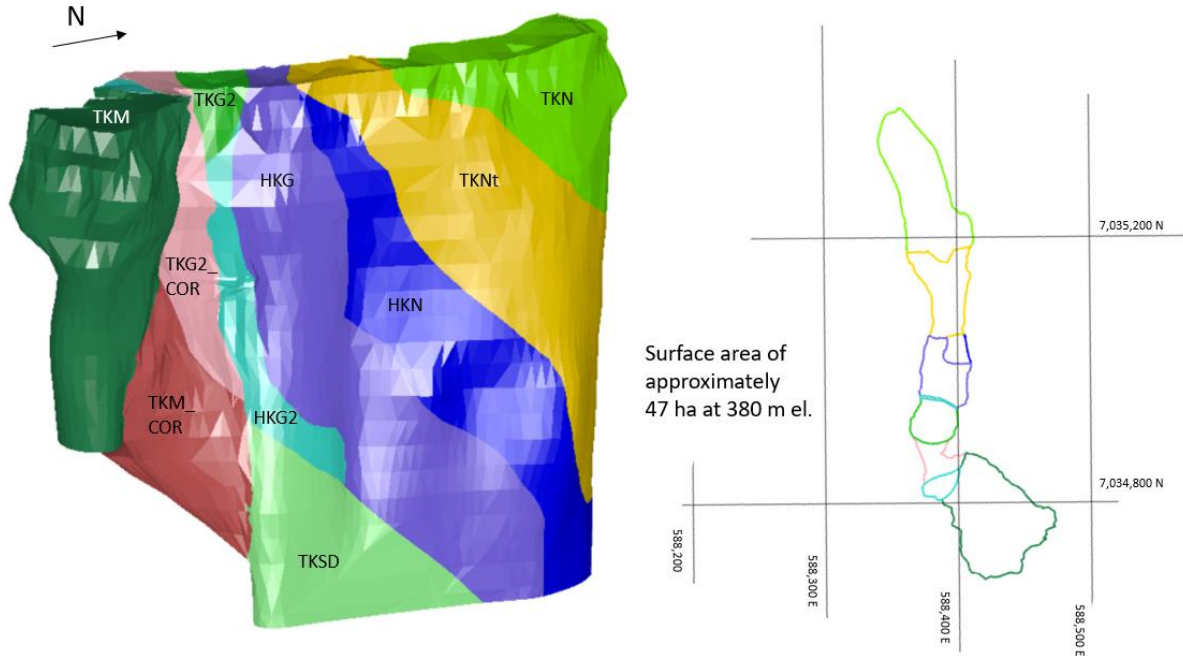 N
TKM
TKG2
TKN
HKG
TKNt
TKG2_
COR
HKN
TKM_
COR
HKG2
TKSD
Surface area of
approximately
47 ha at 380 m el.
7,035,200 N
7,034,800 N
588,200
588,300 E
588,400 E
588,500 E